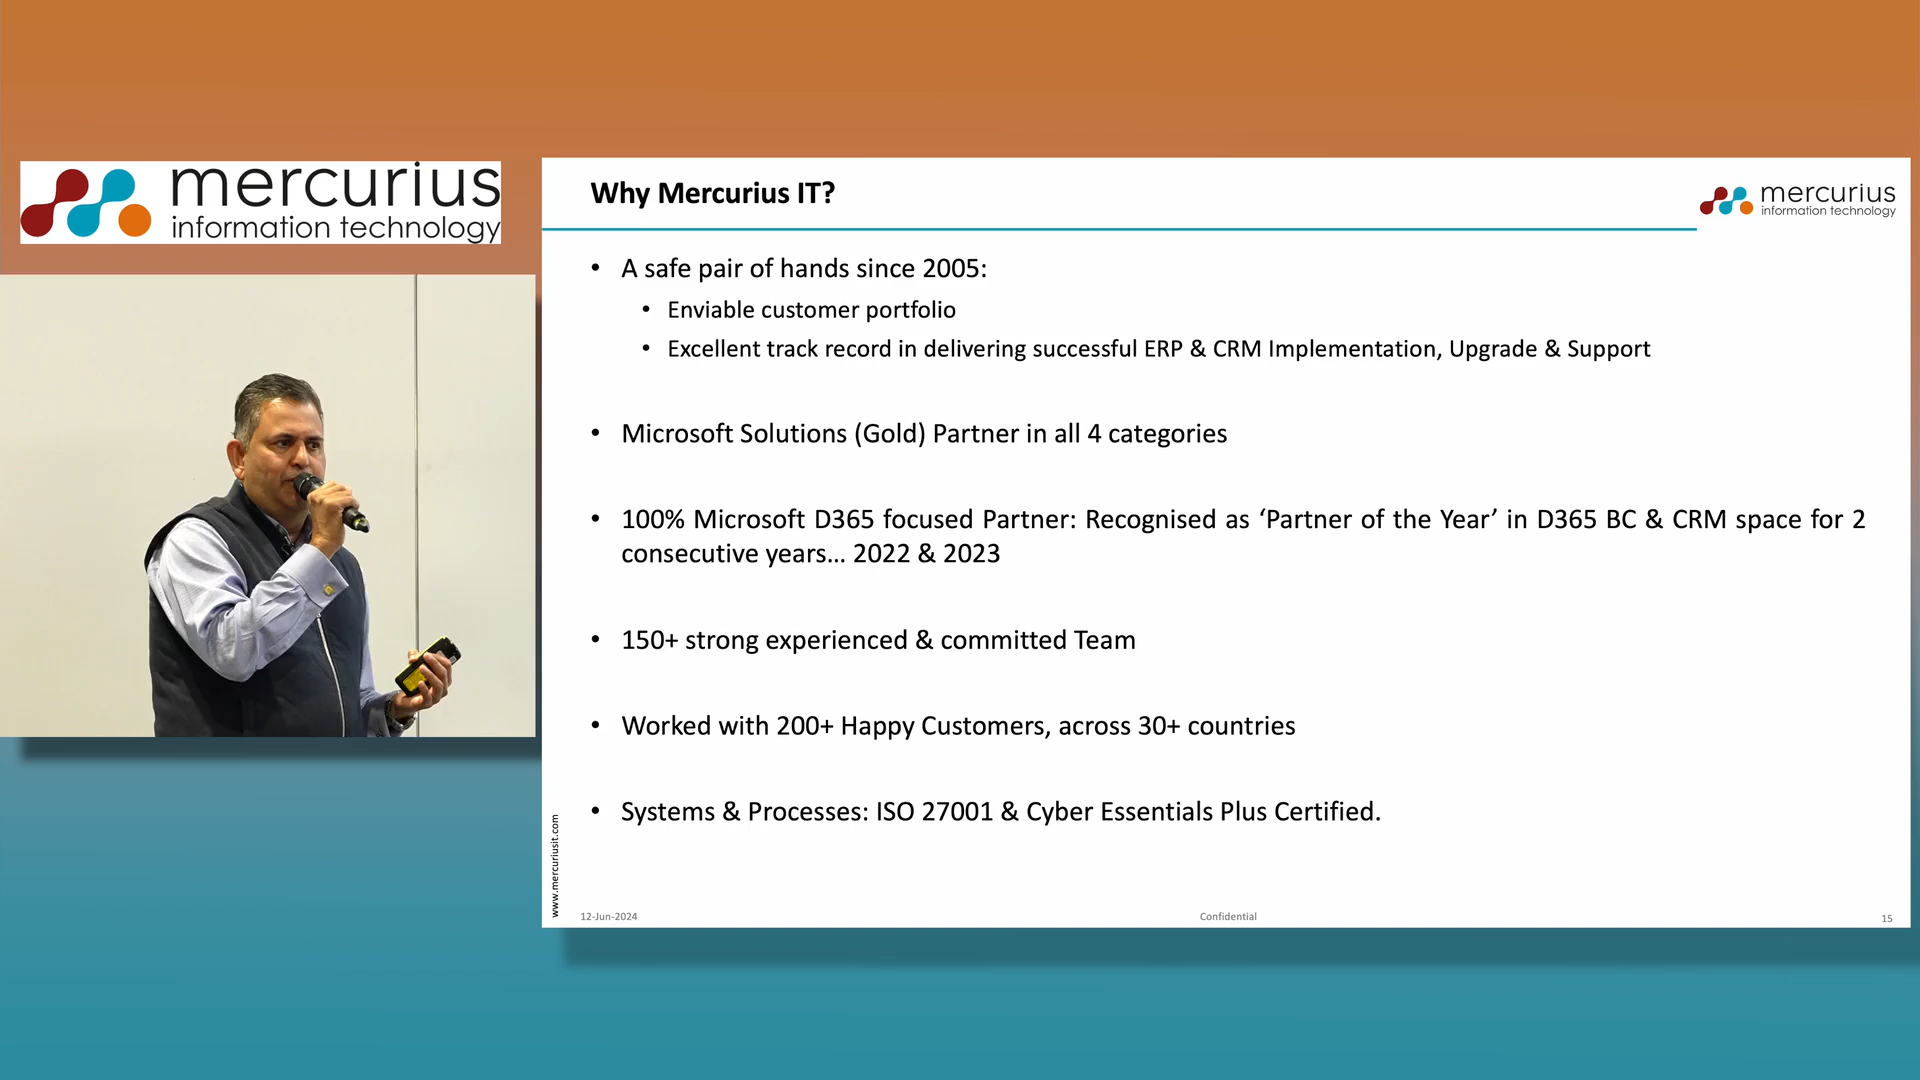 mercurius
information technology
Why Mercurius IT?
mercurius
information technology
• A safe pair of hands since 2005:
• Enviable customer portfolio
• Excellent track record in delivering successful ERP & CRM Implementation, Upgrade & Support
• Microsoft Solutions (Gold) Partner in all 4 categories
• 100% Microsoft D365 focused Partner: Recognised as ‘Partner of the Year’ in D365 BC & CRM space for 2
consecutive years... 2022 & 2023
• 150+ strong experienced & committed Team
• Worked with 200+ Happy Customers, across 30+ countries
• Systems & Processes: ISO 27001 & Cyber Essentials Plus Certified.
www.mercuriusit.com
12-Jun-2024
Confidential
15